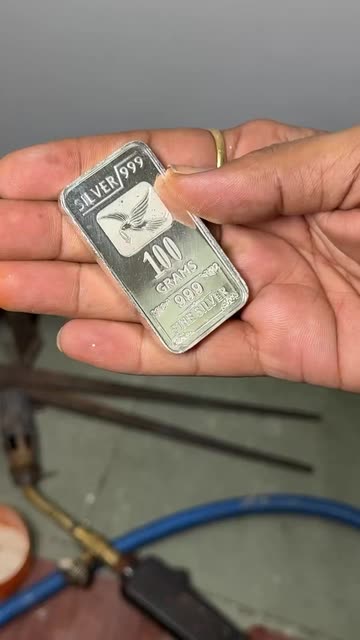 SILVER/999
100
GRAMS
999
FINE SILVER